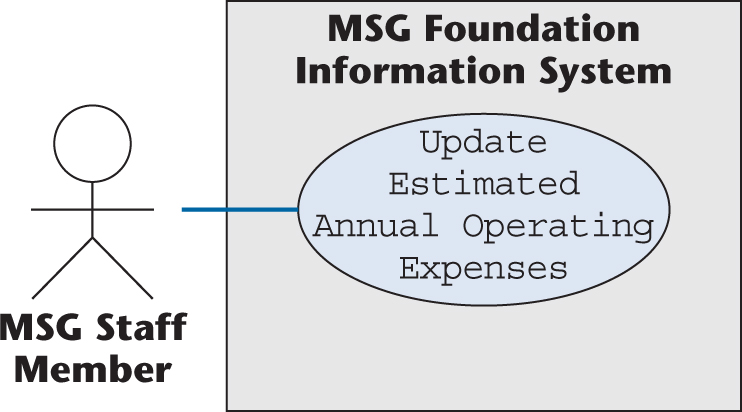 MSG Foundation
Information System
Update
Estimated
Annual Operating
Expenses
MSG Staff
Member